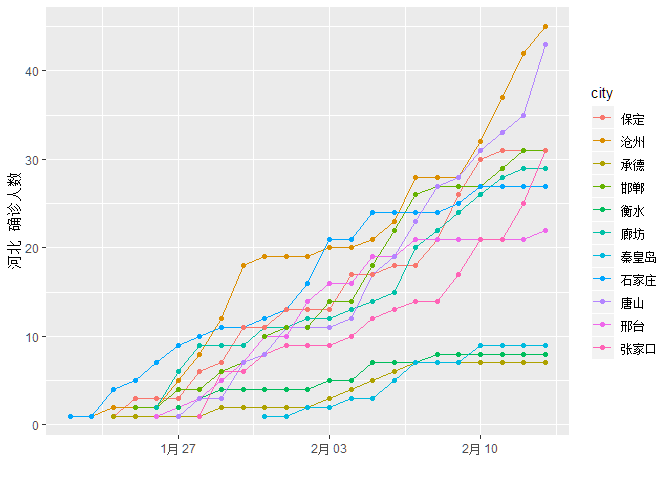 河北 确诊人数
40
30
20
10
0
1月 27
2月 03
2月 10
city
保定
沧州
承德
邯郸
衡水
廊坊
秦皇岛
石家庄
唐山
邢台
张家口